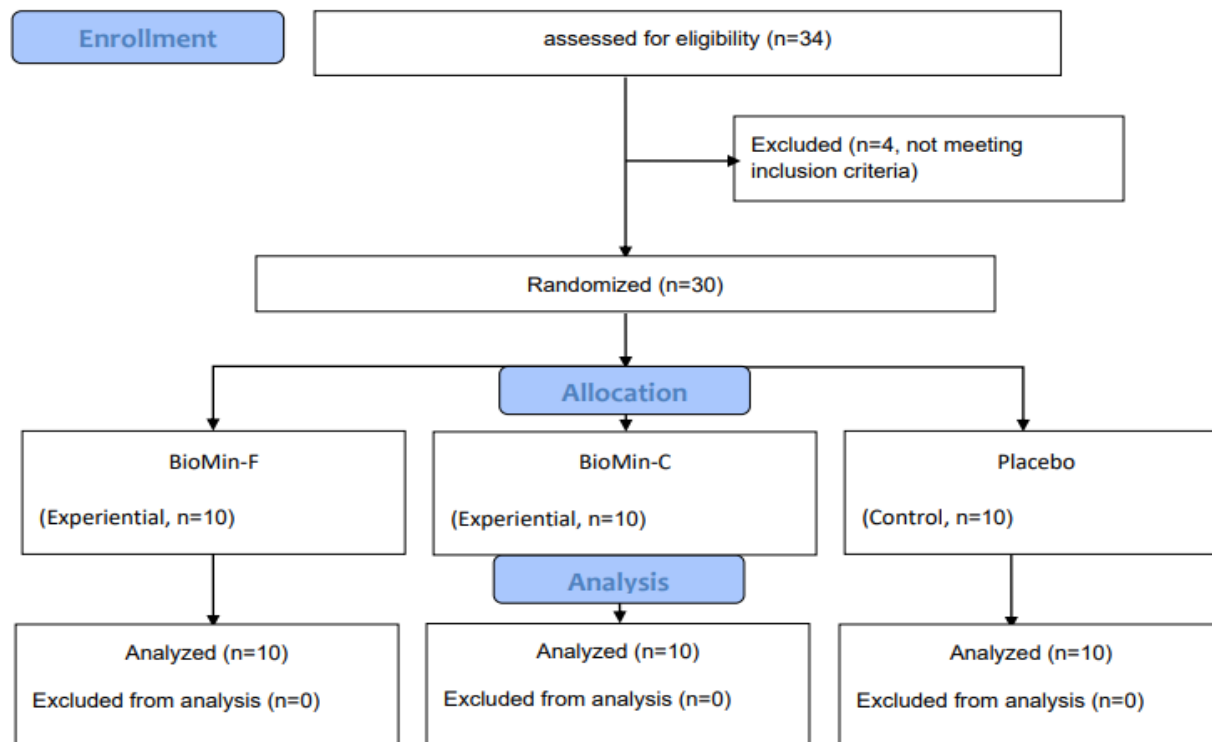 Enrollment
assessed for eligibility (n=34)
Excluded (n=4, not meeting
inclusion criteria)
Randomized (n=30)
Allocation
BioMin-F
(Experiential, n=10)
BioMin-C
(Experiential, n=10)
Placebo
(Control, n=10)
Analysis
Analyzed (n=10)
Excluded from analysis (n=0)
Analyzed (n=10)
Excluded from analysis (n=0)
Analyzed (n=10)
Excluded from analysis (n=0)